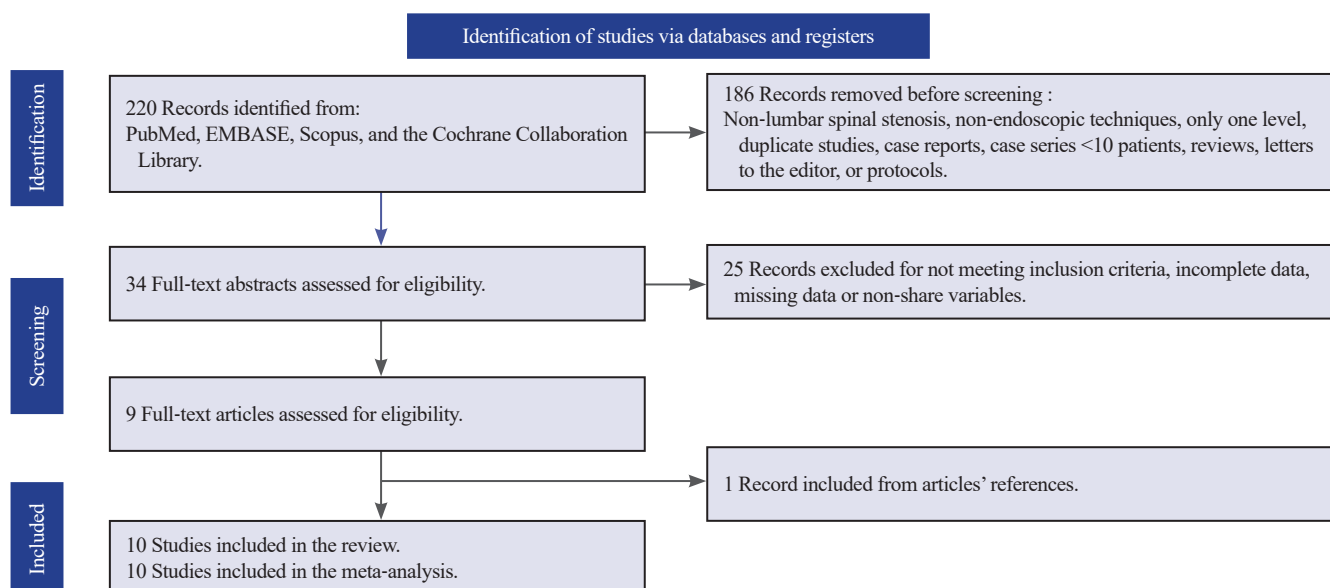 Identification of studies via databases and registers
Identification
220 Records identified from:
PubMed, EMBASE, Scopus, and the Cochrane Collaboration
Library.
186 Records removed before screening :
Non-lumbar spinal stenosis, non-endoscopic techniques, only one level,
duplicate studies, case reports, case series <10 patients, reviews, letters
to the editor, or protocols.
Screening
34 Full-text abstracts assessed for eligibility.
25 Records excluded for not meeting inclusion criteria, incomplete data,
missing data or non-share variables.
9 Full-text articles assessed for eligibility.
1 Record included from articles’ references.
Included
10 Studies included in the review.
10 Studies included in the meta-analysis.